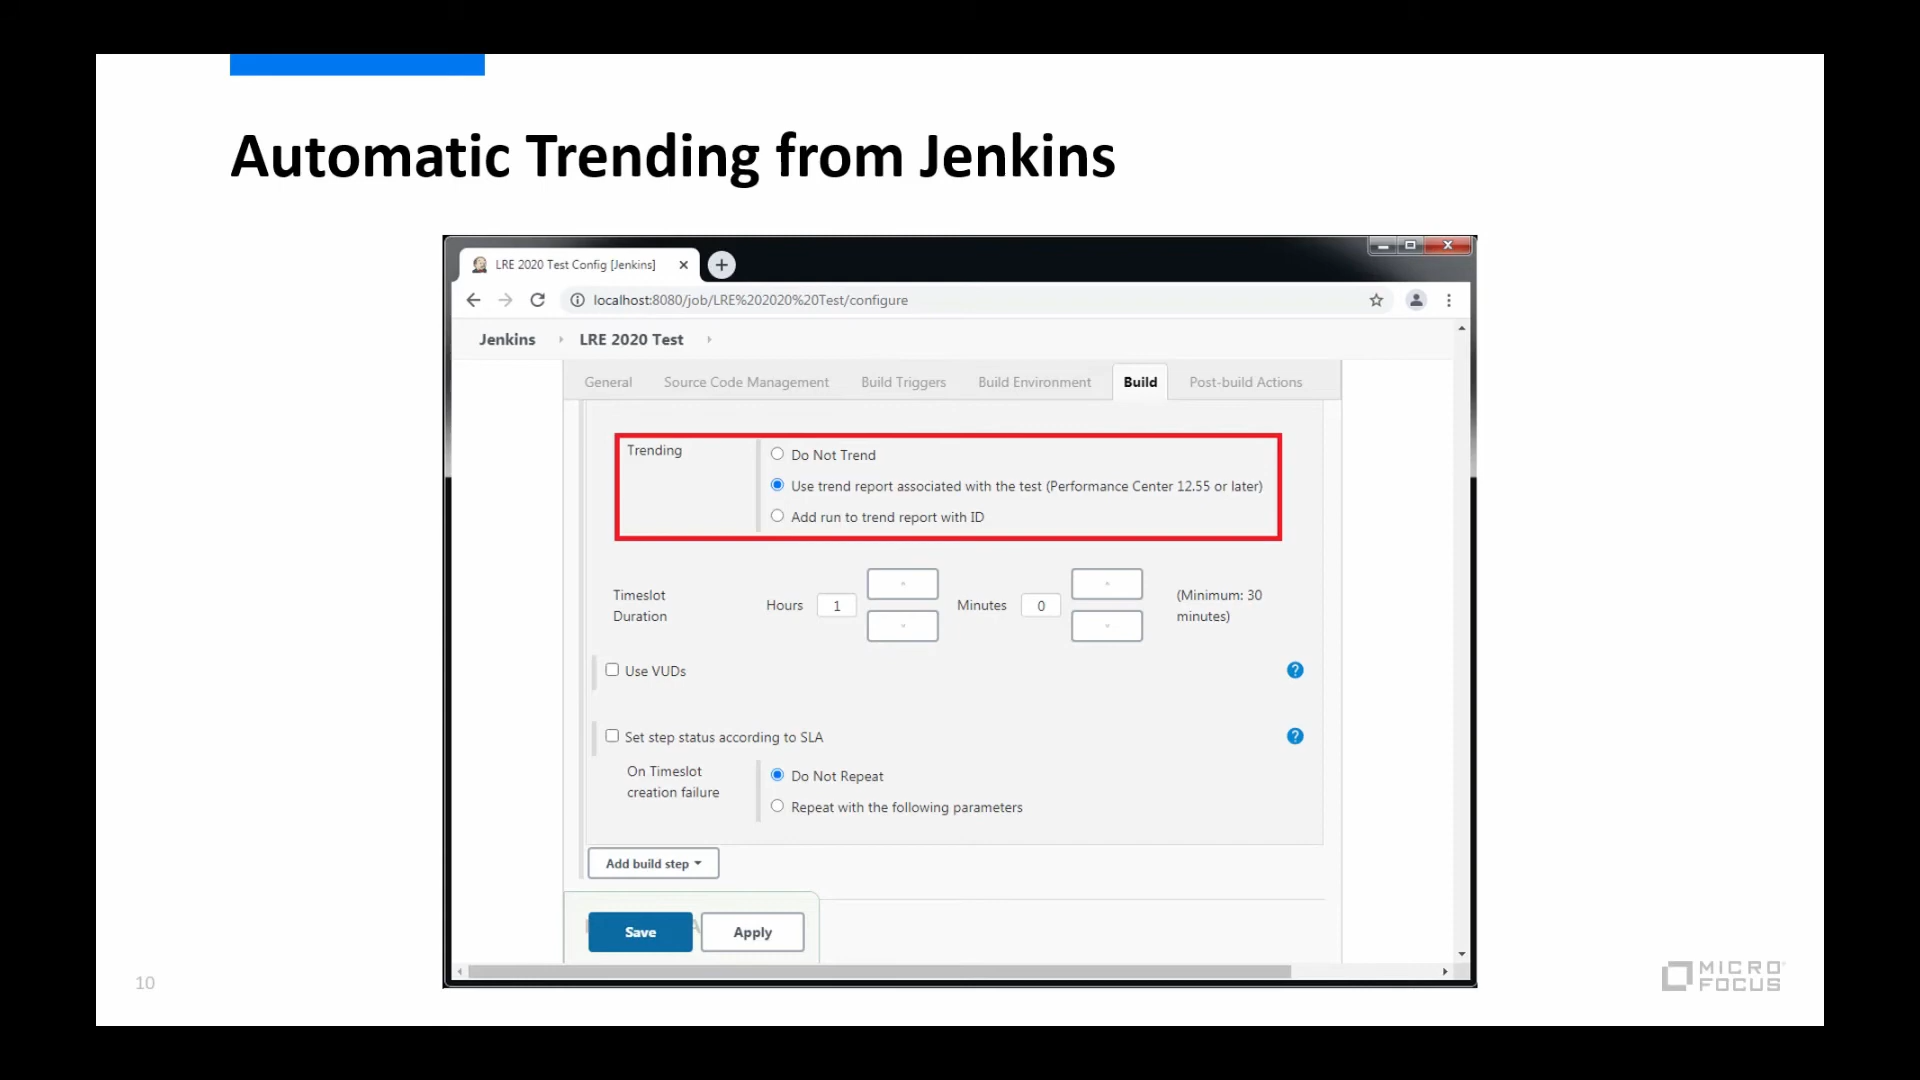 Automatic Trending from Jenkins
LRE 2020 Test Config [Jenkins]
localhost:8080/job/LRE%202020%20Test/configure
Jenkins LRE 2020 Test
General Source Code Management Build Triggers Build Environment Build Post-build Actions
Trending
Do Not Trend
Use trend report associated with the test (Performance Center 12.55 or later)
Add run to trend report with ID
Timeslot
Duration
Hours 1 Minutes 0
(Minimum: 30
minutes)
Use VUDs
Set step status according to SLA
On Timeslot
creation failure
Do Not Repeat
Repeat with the following parameters
Add build step
Save Apply
10
MICRO
FOCUS